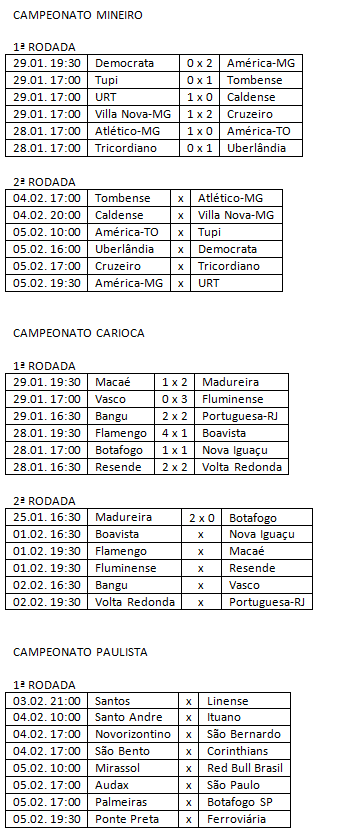 CAMPEONATO MINEIRO
1ª RODADA
29.01. 19:30 Democrata 0 x 2 América-MG
29.01. 17:00 Tupi 0 x 1 Tombense
29.01. 17:00 URT 1 x 0 Caldense
29.01. 17:00 Villa Nova-MG 1 x 2 Cruzeiro
28.01. 17:00 Atlético-MG 1 x 0 América-TO
28.01. 17:00 Tricordiano 0 x 1 Uberlândia
2ª RODADA
04.02. 17:00 Tombense x Atlético-MG
04.02. 20:00 Caldense x Villa Nova-MG
05.02. 10:00 América-TO x Tupi
05.02. 16:00 Uberlândia x Democrata
05.02. 17:00 Cruzeiro x Tricordiano
05.02. 19:30 América-MG x URT
CAMPEONATO CARIOCA
1ª RODADA
29.01. 19:30 Macaé 1 x 2 Madureira
29.01. 17:00 Vasco 0 x 3 Fluminense
29.01. 16:30 Bangu 2 x 2 Portuguesa-RJ
28.01. 19:30 Flamengo 4 x 1 Boavista
28.01. 17:00 Botafogo 1 x 1 Nova Iguaçu
28.01. 16:30 Resende 2 x 2 Volta Redonda
2ª RODADA
25.01. 16:30 Madureira 2 x 0 Botafogo
01.02. 16:30 Boavista x Nova Iguaçu
01.02. 19:30 Flamengo x Macaé
01.02. 19:30 Fluminense x Resende
02.02. 16:30 Bangu x Vasco
02.02. 19:30 Volta Redonda x Portuguesa-RJ
CAMPEONATO PAULISTA
1ª RODADA
03.02. 21:00 Santos x Linense
04.02. 10:00 Santo Andre x Ituano
04.02. 17:00 Novorizontino x São Bernardo
04.02. 17:00 São Bento x Corinthians
05.02. 10:00 Mirassol x Red Bull Brasil
05.02. 17:00 Audax x São Paulo
05.02. 17:00 Palmeiras x Botafogo SP
05.02. 19:30 Ponte Preta x Ferroviária